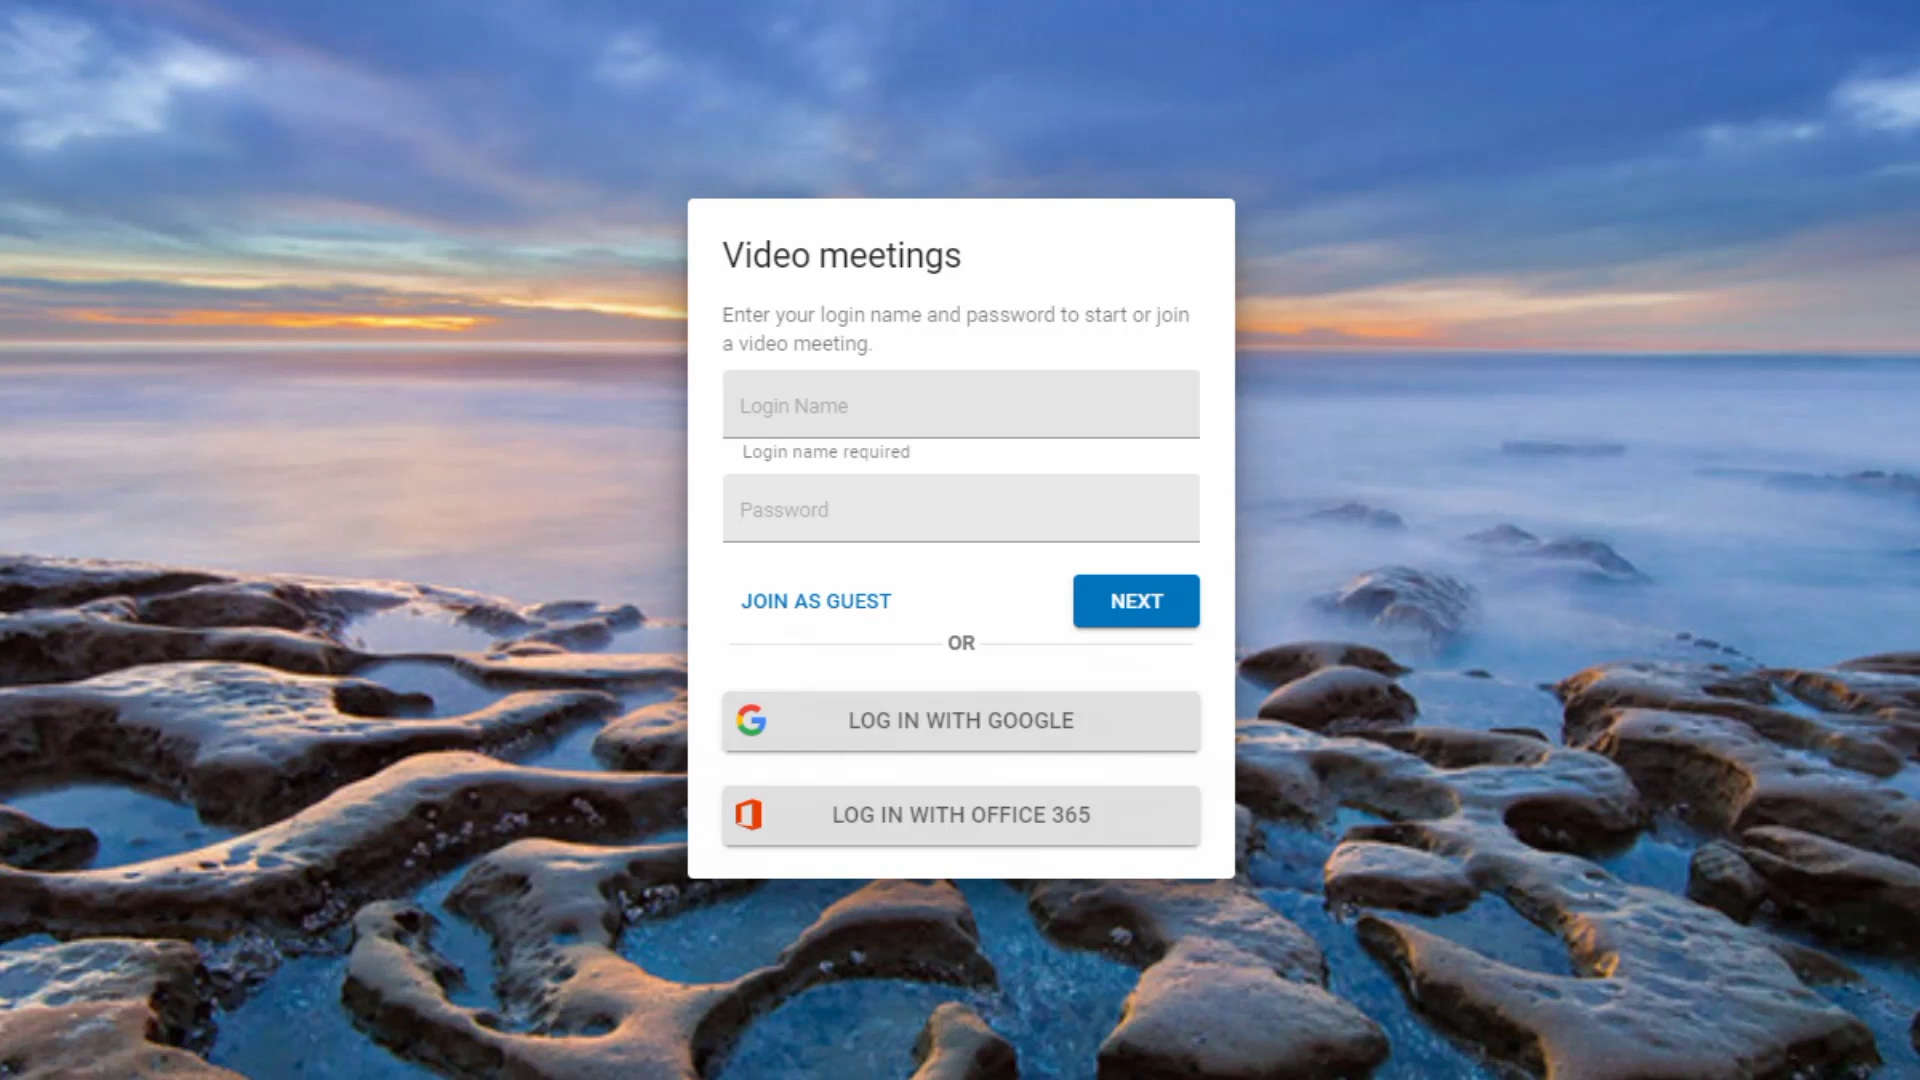 Video meetings
Enter your login name and password to start or join
a video meeting.
Login Name
Login name required
Password
JOIN AS GUEST
NEXT
OR
LOG IN WITH GOOGLE
LOG IN WITH OFFICE 365